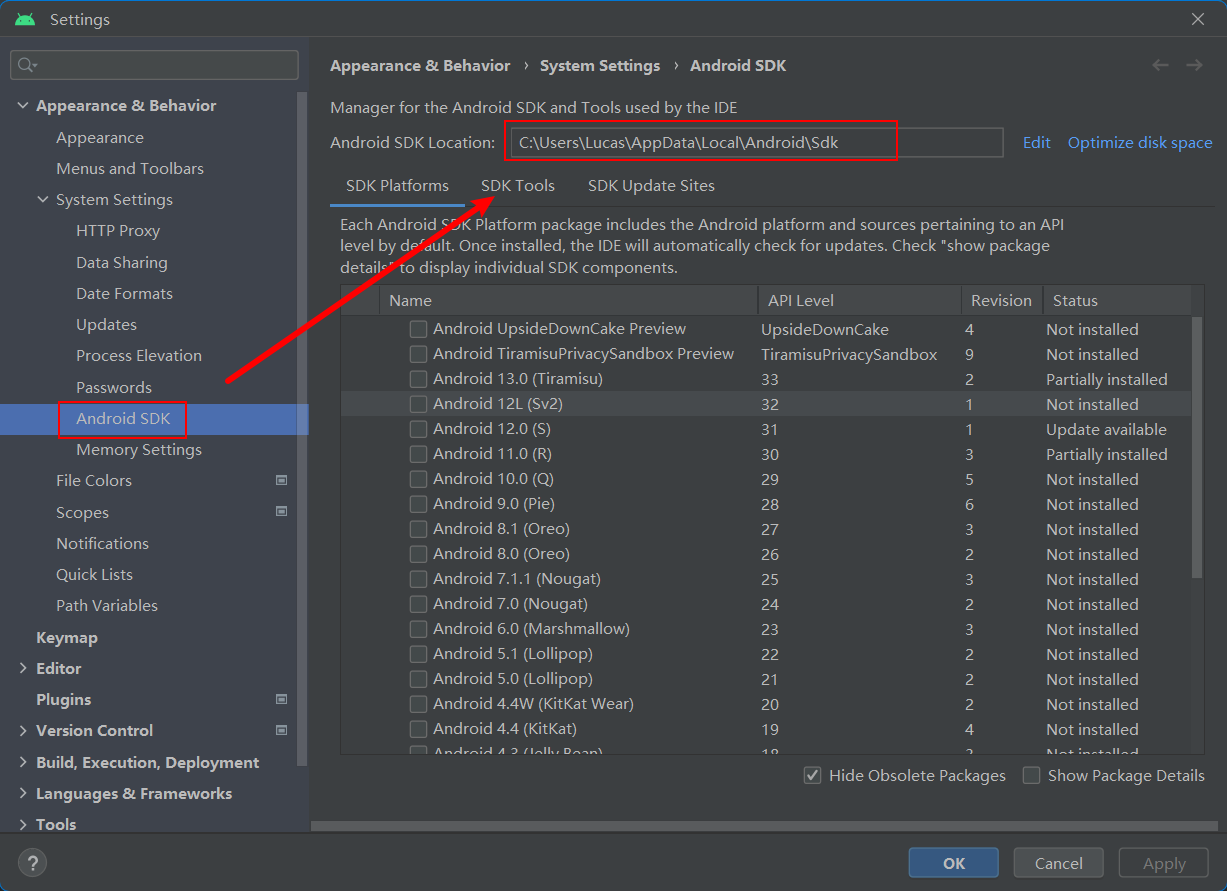 Settings
Appearance & Behavior
Appearance
Menus and Toolbars
System Settings
HTTP Proxy
Data Sharing
Date Formats
Updates
Process Elevation
Passwords
Android SDK
Memory Settings
File Colors
Scopes
Notifications
Quick Lists
Path Variables
Keymap
Editor
Plugins
Version Control
Build, Execution, Deployment
Languages & Frameworks
Tools
Appearance & Behavior › System Settings › Android SDK
Manager for the Android SDK and Tools used by the IDE
Android SDK Location: C:\Users\Lucas\AppData\Local\Android\Sdk Edit Optimize disk space
SDK Platforms SDK Tools SDK Update Sites
Each Android SDK Platform package includes the Android platform and sources pertaining to an API
level by default. Once installed, the IDE will automatically check for updates. Check "show package
details" to display individual SDK components.
Name API Level Revision Status
Android UpsideDownCake Preview UpsideDownCake 4 Not installed
Android TiramisuPrivacySandbox Preview TiramisuPrivacySandbox 9 Not installed
Android 13.0 (Tiramisu) 33 2 Partially installed
Android 12L (Sv2) 32 1 Not installed
Android 12.0 (S) 31 1 Update available
Android 11.0 (R) 30 3 Partially installed
Android 10.0 (Q) 29 5 Not installed
Android 9.0 (Pie) 28 6 Not installed
Android 8.1 (Oreo) 27 3 Not installed
Android 8.0 (Oreo) 26 2 Not installed
Android 7.1.1 (Nougat) 25 3 Not installed
Android 7.0 (Nougat) 24 2 Not installed
Android 6.0 (Marshmallow) 23 3 Not installed
Android 5.1 (Lollipop) 22 2 Not installed
Android 5.0 (Lollipop) 21 2 Not installed
Android 4.4W (KitKat Wear) 20 2 Not installed
Android 4.4 (KitKat) 19 4 Not installed
Android 4.3 (Jelly Bean) 18 3 Not installed
Hide Obsolete Packages Show Package Details
? OK Cancel Apply